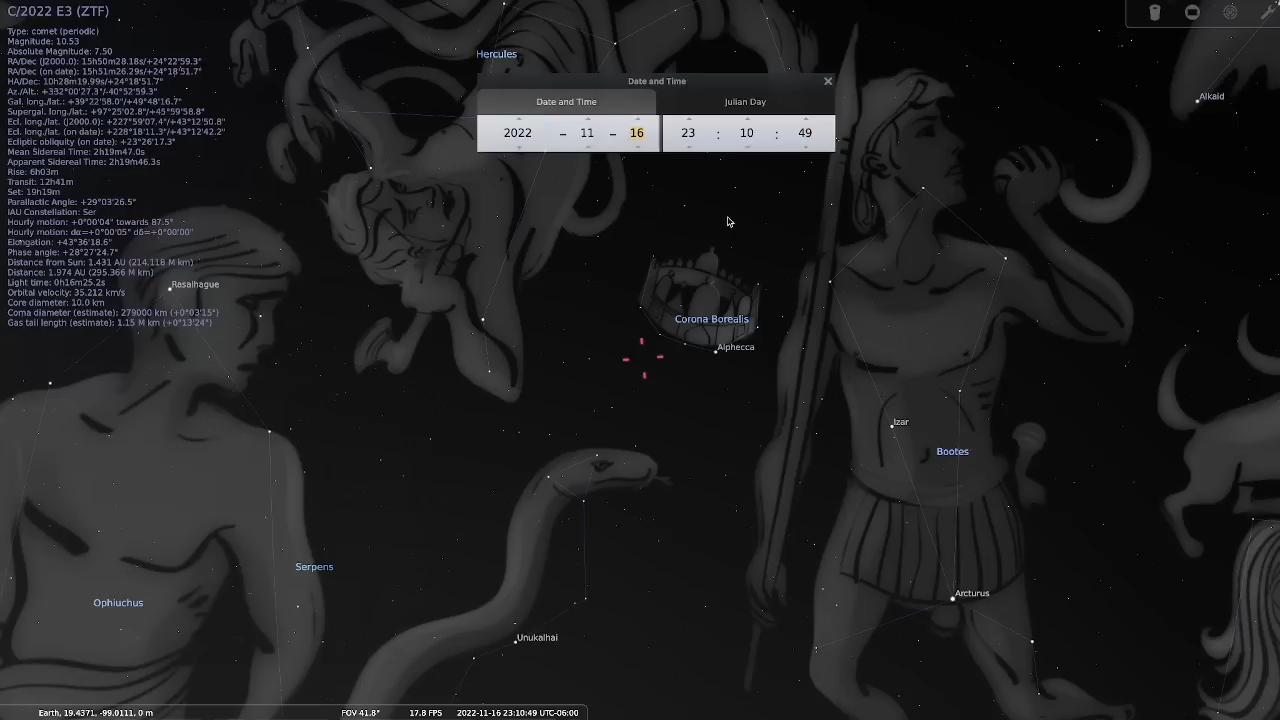 C/2022 E3 (ZTF)
Type: comet (periodic)
Magnitude: 10.53
Absolute Magnitude: 7.50
RA/Dec (J2000.0): 15h50m28.18s/+24°22'59.3"
RA/Dec (on date): 15h51m26.29s/+24°18'51.7"
HA/Dec: 10h28m19.99s/+24°18'51.7"
Az./Alt.: +332°00'27.3"/-40°52'59.3"
Gal. long./lat.: +39°22'58.0"/+49°48'16.7"
Supergal. long./lat.: +97°25'02.8"/+45°59'58.8"
Ecl. long./lat. (J2000.0): +227°59'07.4"/+43°12'50.8"
Ecl. long./lat. (on date): +228°18'11.3"/+43°12'42.2"
Ecliptic obliquity (on date): +23°26'17.3"
Mean Sidereal Time: 2h19m47.0s
Apparent Sidereal Time: 2h19m46.3s
Rise: 6h03m
Transit: 12h41m
Set: 19h19m
Parallactic Angle: +29°03'26.5"
IAU Constellation: Ser
Hourly motion: +0°00'04" towards 87.5°
Hourly motion: dα=+0°00'05" dδ=+0°00'00"
Elongation: +43°36'18.6"
Phase angle: +28°27'24.7"
Distance from Sun: 1.431 AU (214.118 M km)
Distance: 1.974 AU (295.366 M km)
Light time: 0h16m25.2s
Orbital velocity: 35.212 km/s
Core diameter: 10.0 km
Coma diameter (estimate): 279000 km (+0°03'15")
Gas tail length (estimate): 1.15 M km (+0°13'24")
Hercules
Date and Time
Date and Time
Julian Day
2022 – 11 – 16 23 : 10 : 49
Alkaid
Rasalhague
Corona Borealis
Alphecca
Izar
Bootes
Serpens
Arcturus
Ophiuchus
Unukalhai
Earth, 19.4371, -99.0111, 0 m
FOV 41.8°
17.8 FPS
2022-11-16 23:10:49 UTC-06:00